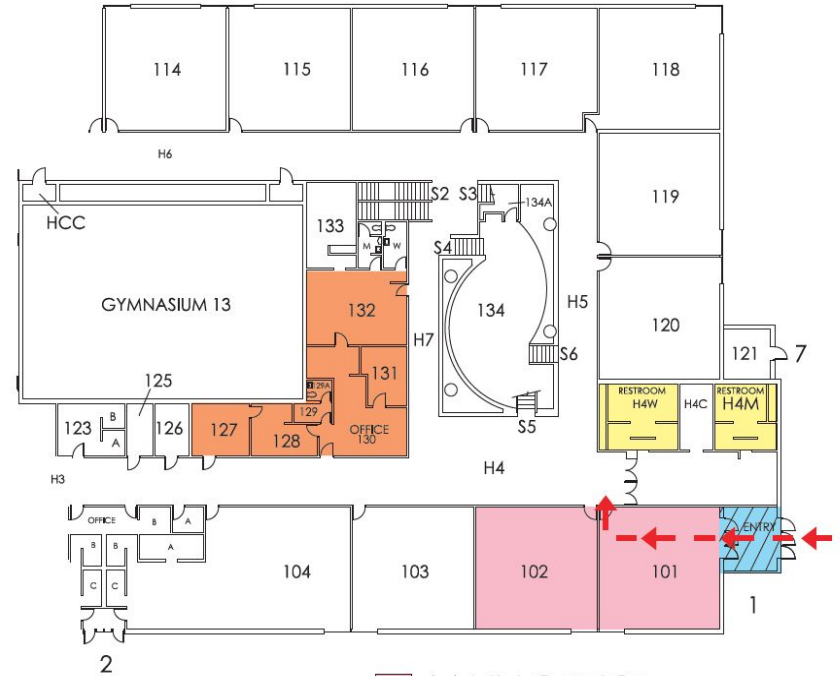 114
115
116
117
118
H6
S2
S3
134A
119
HCC
133
M
W
S4
GYMNASIUM 13
132
H7
134
H5
120
121
7
S6
125
131
129A
129
RESTROOM
H4W
H4C
RESTROOM
H4M
123
B
A
126
127
128
OFFICE
130
S5
H4
H3
OFFICE
B
A
A
B
B
C
C
104
103
102
101
ENTRY
1
2